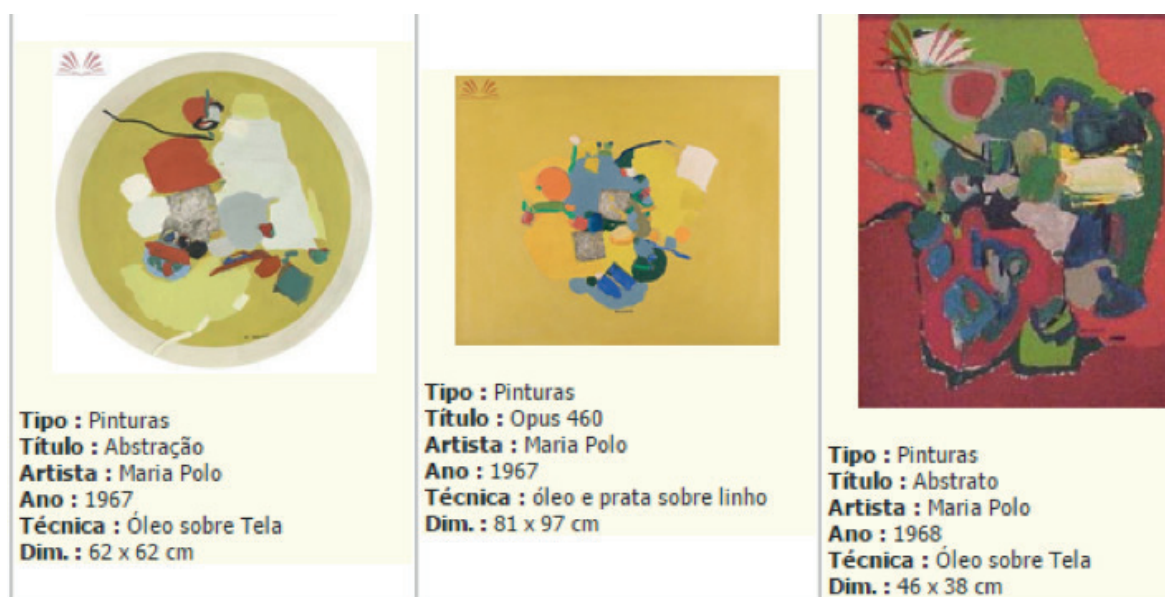 Tipo : Pinturas
Título : Abstração
Artista : Maria Polo
Ano : 1967
Técnica : Óleo sobre Tela
Dim. : 62 x 62 cm
Tipo : Pinturas
Título : Opus 460
Artista : Maria Polo
Ano : 1967
Técnica : óleo e prata sobre linho
Dim. : 81 x 97 cm
Tipo : Pinturas
Título : Abstrato
Artista : Maria Polo
Ano : 1968
Técnica : Óleo sobre Tela
Dim. : 46 x 38 cm